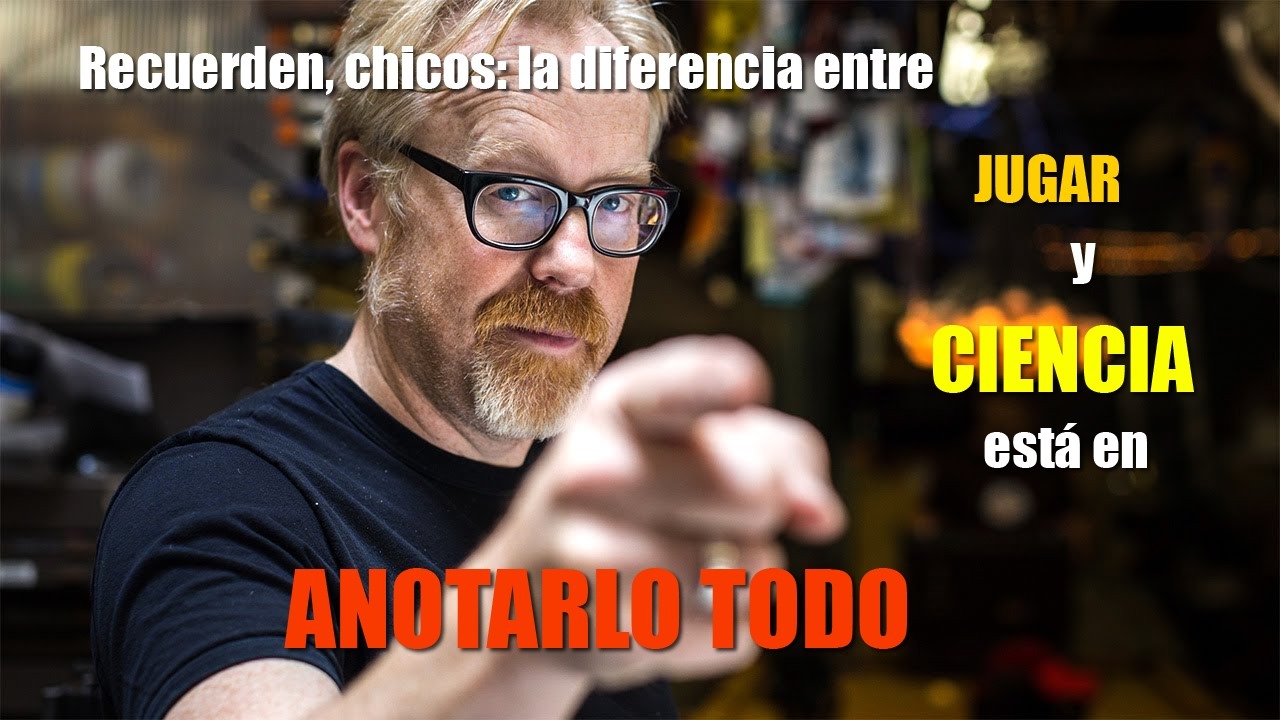 Recuerden, chicos: la diferencia entre
JUGAR
y
CIENCIA
está en
ANOTARLO TODO